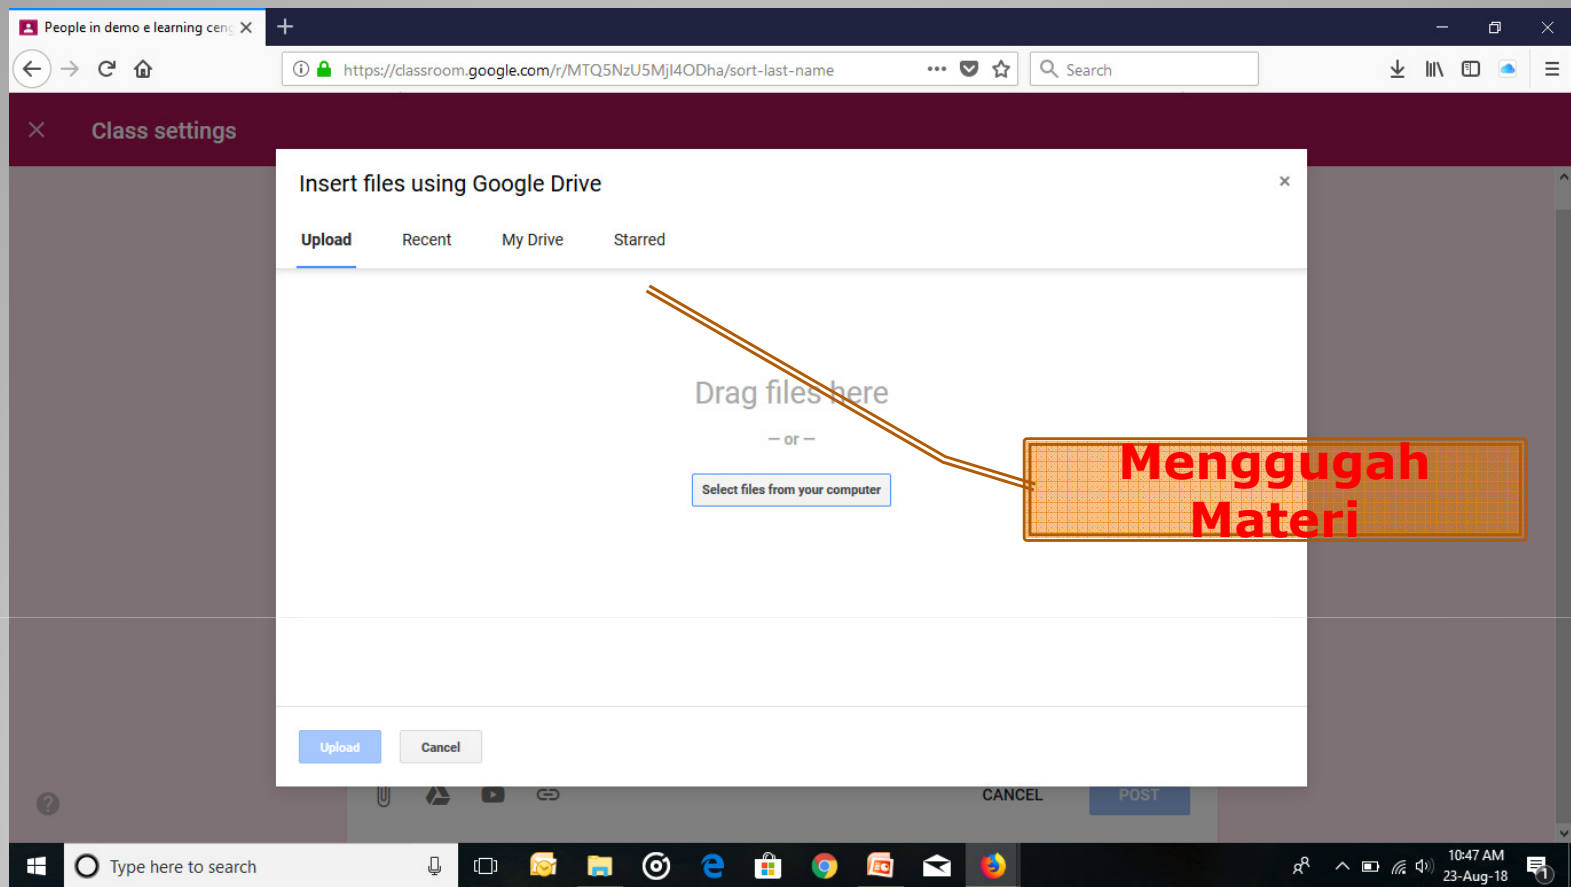 People in demo e learning ceng
https://classroom.google.com/r/MTQ5NzU5MjI4ODha/sort-last-name
Search
Class settings
Insert files using Google Drive
Upload Recent My Drive Starred
Drag files here
— or —
Select files from your computer
Menggugah
Materi
Upload Cancel
CANCEL POST
Type here to search
10:47 AM
23-Aug-18
1